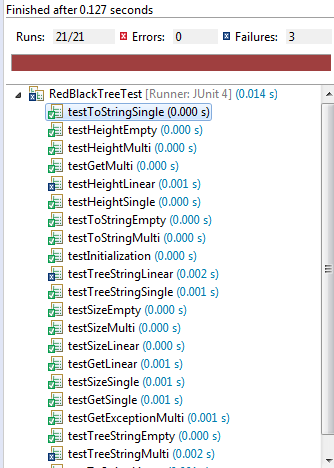 Finished after 0.127 seconds
Runs: 21/21 Errors: 0 Failures: 3
RedBlackTreeTest [Runner: JUnit 4] (0.014 s)
testToStringSingle (0.000 s)
testHeightEmpty (0.000 s)
testHeightMulti (0.000 s)
testGetMulti (0.000 s)
testHeightLinear (0.001 s)
testHeightSingle (0.000 s)
testToStringEmpty (0.000 s)
testToStringMulti (0.000 s)
testInitialization (0.000 s)
testTreeStringLinear (0.002 s)
testTreeStringSingle (0.001 s)
testSizeEmpty (0.000 s)
testSizeMulti (0.000 s)
testSizeLinear (0.000 s)
testGetLinear (0.001 s)
testSizeSingle (0.001 s)
testGetSingle (0.001 s)
testGetExceptionMulti (0.001 s)
testTreeStringEmpty (0.000 s)
testTreeStringMulti (0.002 s)